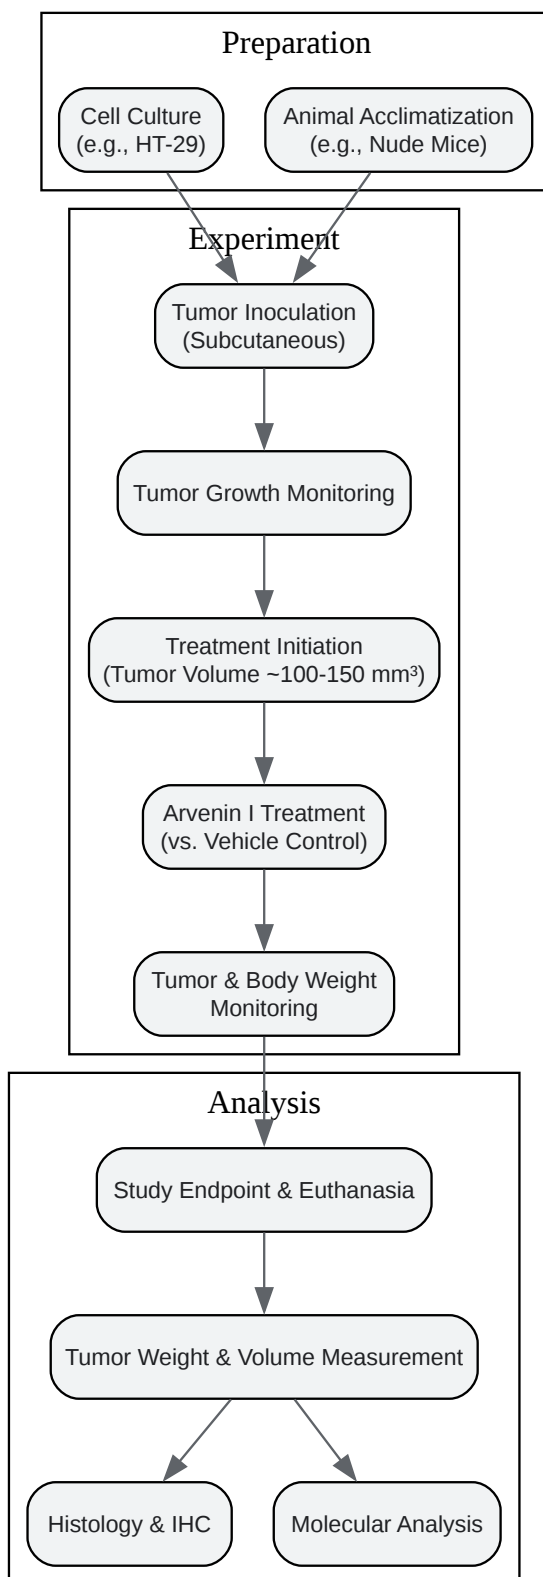 Preparation
Cell Culture
(e.g., HT-29)
Animal Acclimatization
(e.g., Nude Mice)
Experiment
Tumor Inoculation
(Subcutaneous)
Tumor Growth Monitoring
Treatment Initiation
(Tumor Volume ~100-150 mm³)
Arvenin I Treatment
(vs. Vehicle Control)
Tumor & Body Weight
Monitoring
Analysis
Study Endpoint & Euthanasia
Tumor Weight & Volume Measurement
Histology & IHC
Molecular Analysis